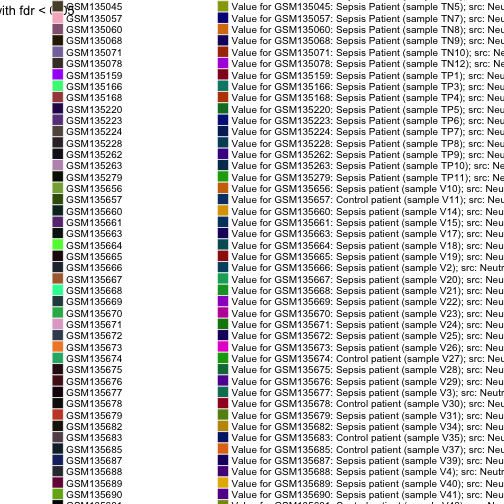 with fdr < 0
GSM135045 Value for GSM135045: Sepsis Patient (sample TN5); src: Neu
GSM135057 Value for GSM135057: Sepsis Patient (sample TN7); src: Neu
GSM135060 Value for GSM135060: Sepsis Patient (sample TN8); src: Neu
GSM135068 Value for GSM135068: Sepsis Patient (sample TN9); src: Neu
GSM135071 Value for GSM135071: Sepsis Patient (sample TN10); src: Ne
GSM135078 Value for GSM135078: Sepsis Patient (sample TN12); src: Ne
GSM135159 Value for GSM135159: Sepsis Patient (sample TP1); src: Neu
GSM135166 Value for GSM135166: Sepsis Patient (sample TP3); src: Neu
GSM135168 Value for GSM135168: Sepsis Patient (sample TP4); src: Neu
GSM135220 Value for GSM135220: Sepsis Patient (sample TP5); src: Neu
GSM135223 Value for GSM135223: Sepsis Patient (sample TP6); src: Neu
GSM135224 Value for GSM135224: Sepsis Patient (sample TP7); src: Neu
GSM135228 Value for GSM135228: Sepsis Patient (sample TP8); src: Neu
GSM135262 Value for GSM135262: Sepsis Patient (sample TP9); src: Neu
GSM135263 Value for GSM135263: Sepsis Patient (sample TP10); src: Neu
GSM135279 Value for GSM135279: Sepsis Patient (sample TP11); src: Neu
GSM135656 Value for GSM135656: Sepsis patient (sample V10); src: Neu
GSM135657 Value for GSM135657: Control patient (sample V11); src: Neu
GSM135660 Value for GSM135660: Sepsis patient (sample V14); src: Neu
GSM135661 Value for GSM135661: Sepsis patient (sample V15); src: Neu
GSM135663 Value for GSM135663: Sepsis patient (sample V17); src: Neu
GSM135664 Value for GSM135664: Sepsis patient (sample V18); src: Neu
GSM135665 Value for GSM135665: Sepsis patient (sample V19); src: Neu
GSM135666 Value for GSM135666: Sepsis patient (sample V2); src: Neutr
GSM135667 Value for GSM135667: Sepsis patient (sample V20); src: Neu
GSM135668 Value for GSM135668: Sepsis patient (sample V21); src: Neu
GSM135669 Value for GSM135669: Sepsis patient (sample V22); src: Neu
GSM135670 Value for GSM135670: Sepsis patient (sample V23); src: Neu
GSM135671 Value for GSM135671: Sepsis patient (sample V24); src: Neu
GSM135672 Value for GSM135672: Sepsis patient (sample V25); src: Neu
GSM135673 Value for GSM135673: Sepsis patient (sample V26); src: Neu
GSM135674 Value for GSM135674: Control patient (sample V27); src: Neu
GSM135675 Value for GSM135675: Sepsis patient (sample V28); src: Neu
GSM135676 Value for GSM135676: Sepsis patient (sample V29); src: Neu
GSM135677 Value for GSM135677: Sepsis patient (sample V3); src: Neutr
GSM135678 Value for GSM135678: Control patient (sample V30); src: Neu
GSM135679 Value for GSM135679: Sepsis patient (sample V31); src: Neu
GSM135682 Value for GSM135682: Sepsis patient (sample V34); src: Neu
GSM135683 Value for GSM135683: Control patient (sample V35); src: Neu
GSM135685 Value for GSM135685: Control patient (sample V37); src: Neu
GSM135687 Value for GSM135687: Sepsis patient (sample V39); src: Neu
GSM135688 Value for GSM135688: Sepsis patient (sample V4); src: Neutr
GSM135689 Value for GSM135689: Sepsis patient (sample V40); src: Neu
GSM135690 Value for GSM135690: Sepsis patient (sample V41); src: Neu